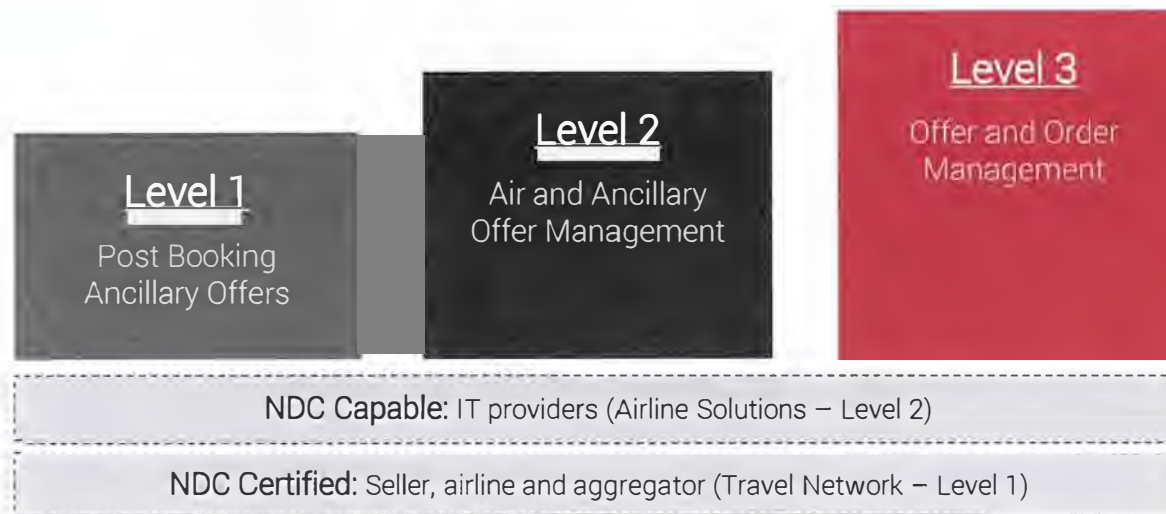 Level 1
Post Booking
Ancillary Offers
Level 2
Air and Ancillary
Offer Management
Level 3
Offer and Order
Management
NDC Capable: IT providers (Airline Solutions – Level 2)
NDC Certified: Seller, airline and aggregator (Travel Network – Level 1)